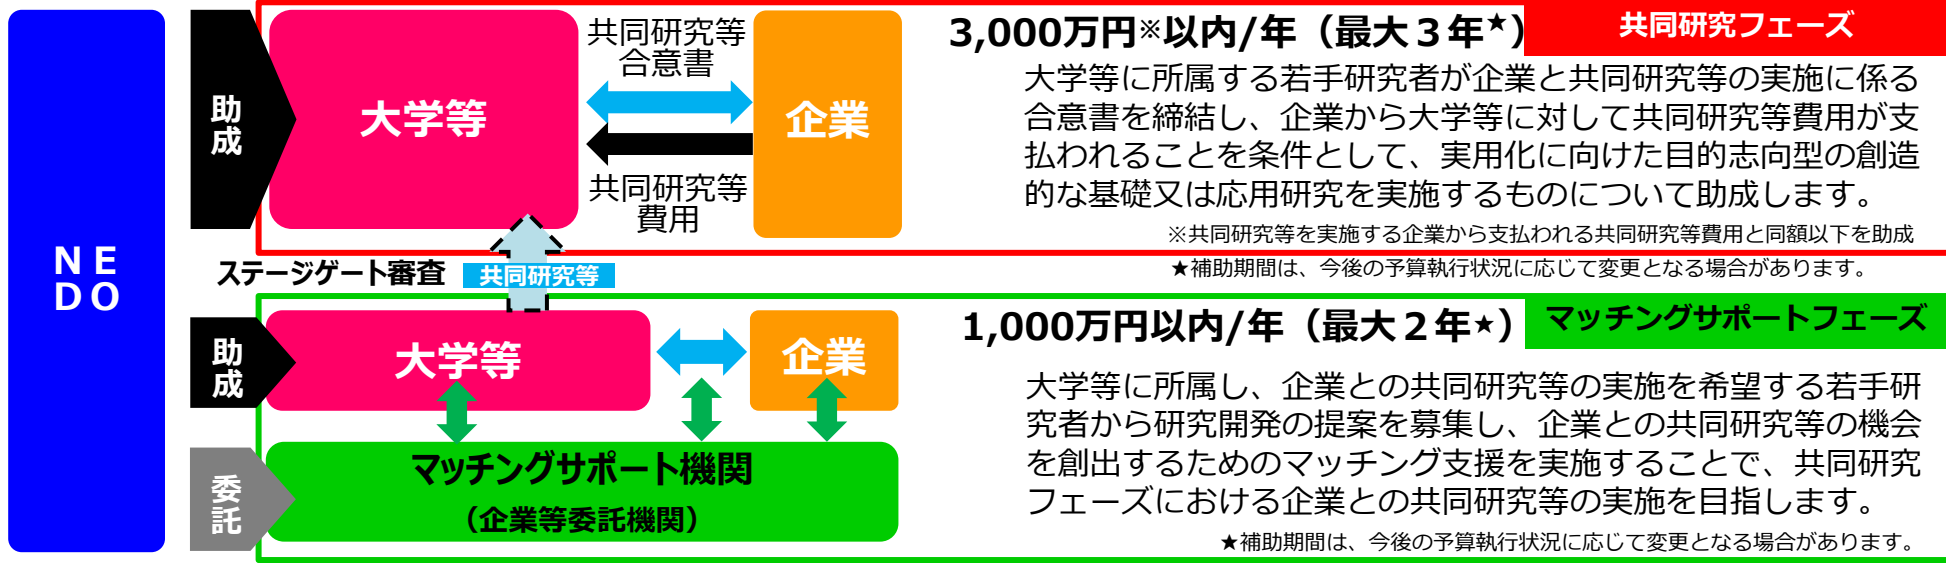 NE
DO
助成
大学等
共同研究等
合意書
企業
共同研究等
費用
3,000万円※以内/年（最大３年★）
共同研究フェーズ
大学等に所属する若手研究者が企業と共同研究等の実施に係る
合意書を締結し、企業から大学等に対して共同研究等費用が支
払われることを条件として、実用化に向けた目的志向型の創造
的な基礎又は応用研究を実施するものについて助成します。
※共同研究等を実施する企業から支払われる共同研究等費用と同額以下を助成
★補助期間は、今後の予算執行状況に応じて変更となる場合があります。
ステージゲート審査
共同研究等
助成
大学等
企業
委託
マッチングサポート機関
（企業等委託機関）
1,000万円以内/年（最大２年★）
マッチングサポートフェーズ
大学等に所属し、企業との共同研究等の実施を希望する若手研
究者から研究開発の提案を募集し、企業との共同研究等の機会
を創出するためのマッチング支援を実施することで、共同研究
フェーズにおける企業との共同研究等の実施を目指します。
★補助期間は、今後の予算執行状況に応じて変更となる場合があります。